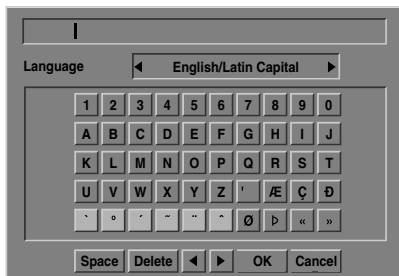 Language ◀ English/Latin Capital ▶
1 2 3 4 5 6 7 8 9 0
A B C D E F G H I J
K L M N O P Q R S T
U V W X Y Z ' Æ Ç Ð
` ° ´ ~ ¨ ^ Ø Þ « »
Space Delete ◀ ▶ OK Cancel